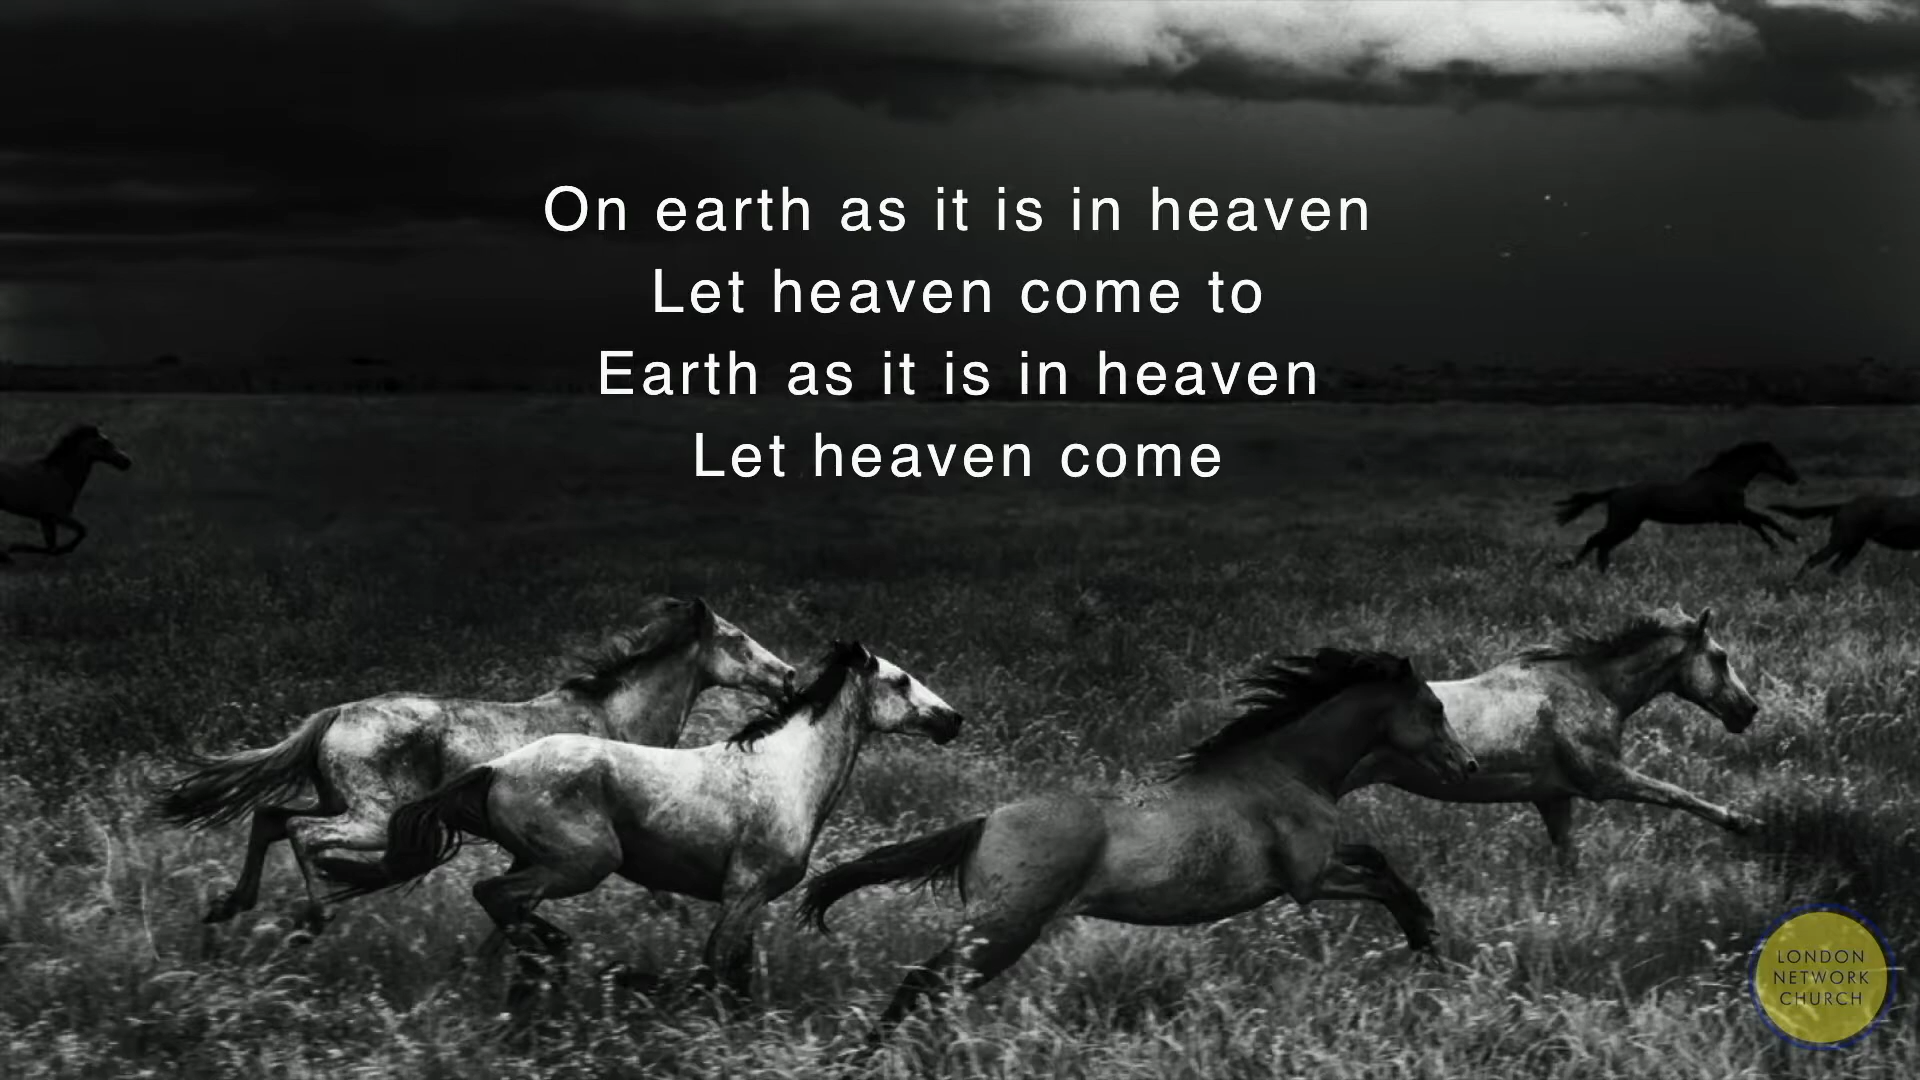 On earth as it is in heaven
Let heaven come to
Earth as it is in heaven
Let heaven come
LONDON
NETWORK
CHURCH